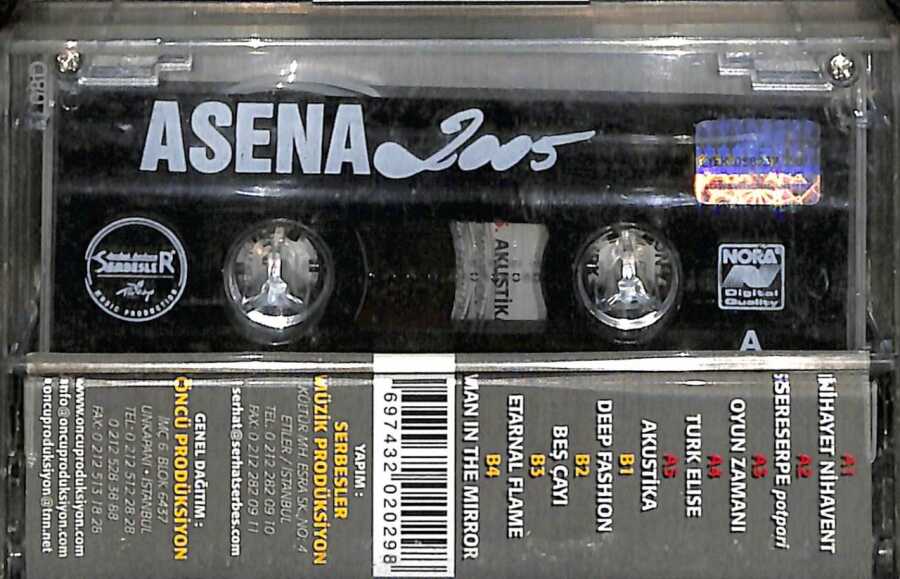 ASENA 2005
SERBESLER
MUSIC PRODUCTION
AKUSTİKA
NORA
Digital
Quality
A
A1
NİHAYET NİHAVENT
A2
SERESERPE potpori
A3
OYUN ZAMANI
A4
TURK ELISE
A5
AKUSTİKA
B1
DEEP FASHION
B2
BEŞ ÇAYI
B3
ETARNAL FLAME
B4
MAN IN THE MIRROR
697432020298
YAPIM :
SERBESLER
MÜZİK PRODÜKSİYON
KÜLTÜR MH. ESRA SK. NO: 4
ETİLER / İSTANBUL
TEL: 0 212 282 09 10
FAX: 0 212 282 09 11
serhat@serhatserbes.com
GENEL DAĞITIM :
ÖNCÜ PRODÜKSİYON
İMC 6. BLOK 6437
UNKAPANI - İSTANBUL
TEL: 0 212 512 28 28
0 212 528 38 88
FAX: 0 212 513 18 26
www.oncuproduksiyon.com
info@oncuproduksiyon.com
oncuproduksiyon@ttn.net